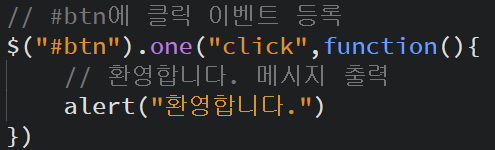 // #btn에 클릭 이벤트 등록
$("#btn").one("click",function(){
// 환영합니다. 메시지 출력
alert("환영합니다.")
})